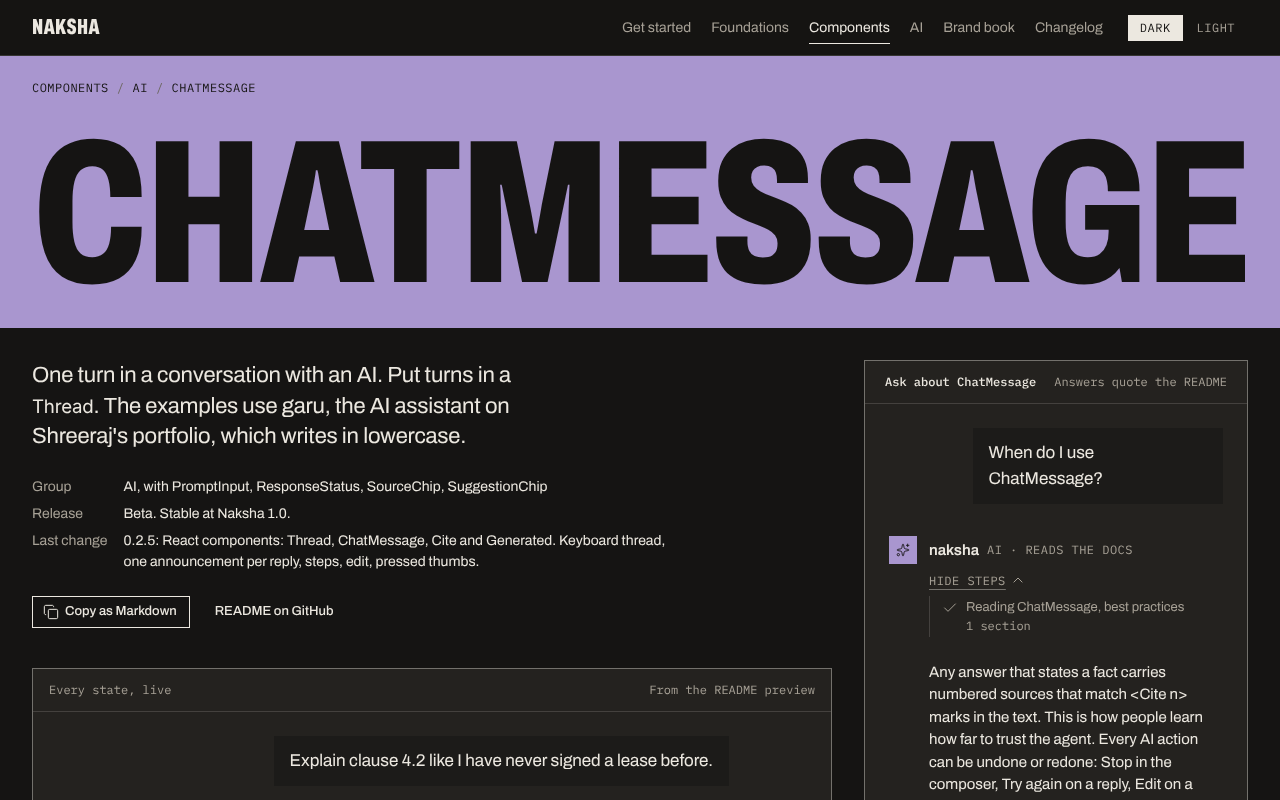 NAKSHA
Get started Foundations Components AI Brand book Changelog DARK LIGHT
COMPONENTS / AI / CHATMESSAGE
CHATMESSAGE
One turn in a conversation with an AI. Put turns in a
Thread. The examples use garu, the AI assistant on
Shreeraj's portfolio, which writes in lowercase.
Group AI, with PromptInput, ResponseStatus, SourceChip, SuggestionChip
Release Beta. Stable at Naksha 1.0.
Last change 0.2.5: React components: Thread, ChatMessage, Cite and Generated. Keyboard thread,
one announcement per reply, steps, edit, pressed thumbs.
Copy as Markdown README on GitHub
Every state, live From the README preview
Explain clause 4.2 like I have never signed a lease before.
Ask about ChatMessage Answers quote the README
When do I use
ChatMessage?
naksha AI · READS THE DOCS
HIDE STEPS
Reading ChatMessage, best practices
1 section
Any answer that states a fact carries
numbered sources that match <Cite n>
marks in the text. This is how people learn
how far to trust the agent. Every AI action
can be undone or redone: Stop in the
composer, Try again on a reply, Edit on a